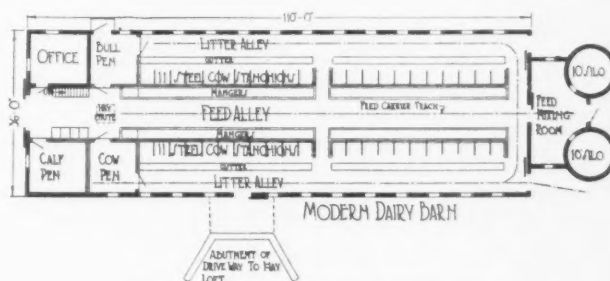 110'-0"
LITTER ALLEY
OFFICE
BULL
PEN
GUTTER
STEEL COW STANCHIONS
MANGERS
10' SILO
36'-0"
HAY
CHUTE
FEED ALLEY
FEED CARRIER TRACK
FEED
MIXING
ROOM
MANGERS
STEEL COW STANCHIONS
CALF
PEN
COW
PEN
GUTTER
10' SILO
LITTER ALLEY
MODERN DAIRY BARN
ABUTMENT OF
DRIVE WAY TO HAY
LOFT